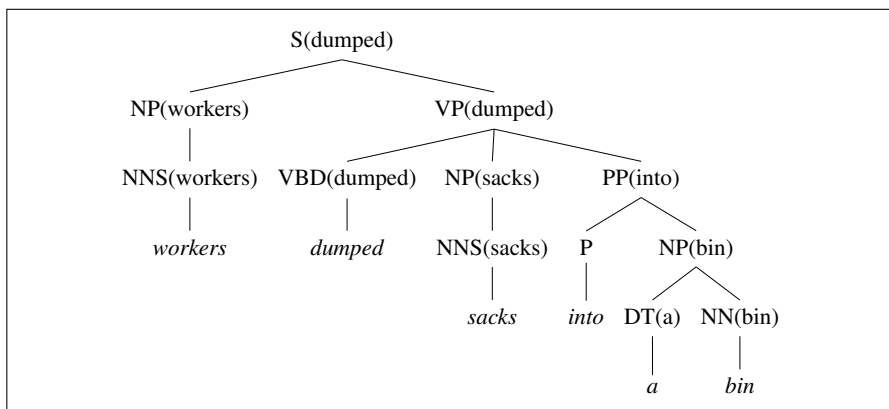 S(dumped)
NP(workers) VP(dumped)
NNS(workers) VBD(dumped) NP(sacks) PP(into)
workers dumped NNS(sacks) P NP(bin)
sacks into DT(a) NN(bin)
a bin